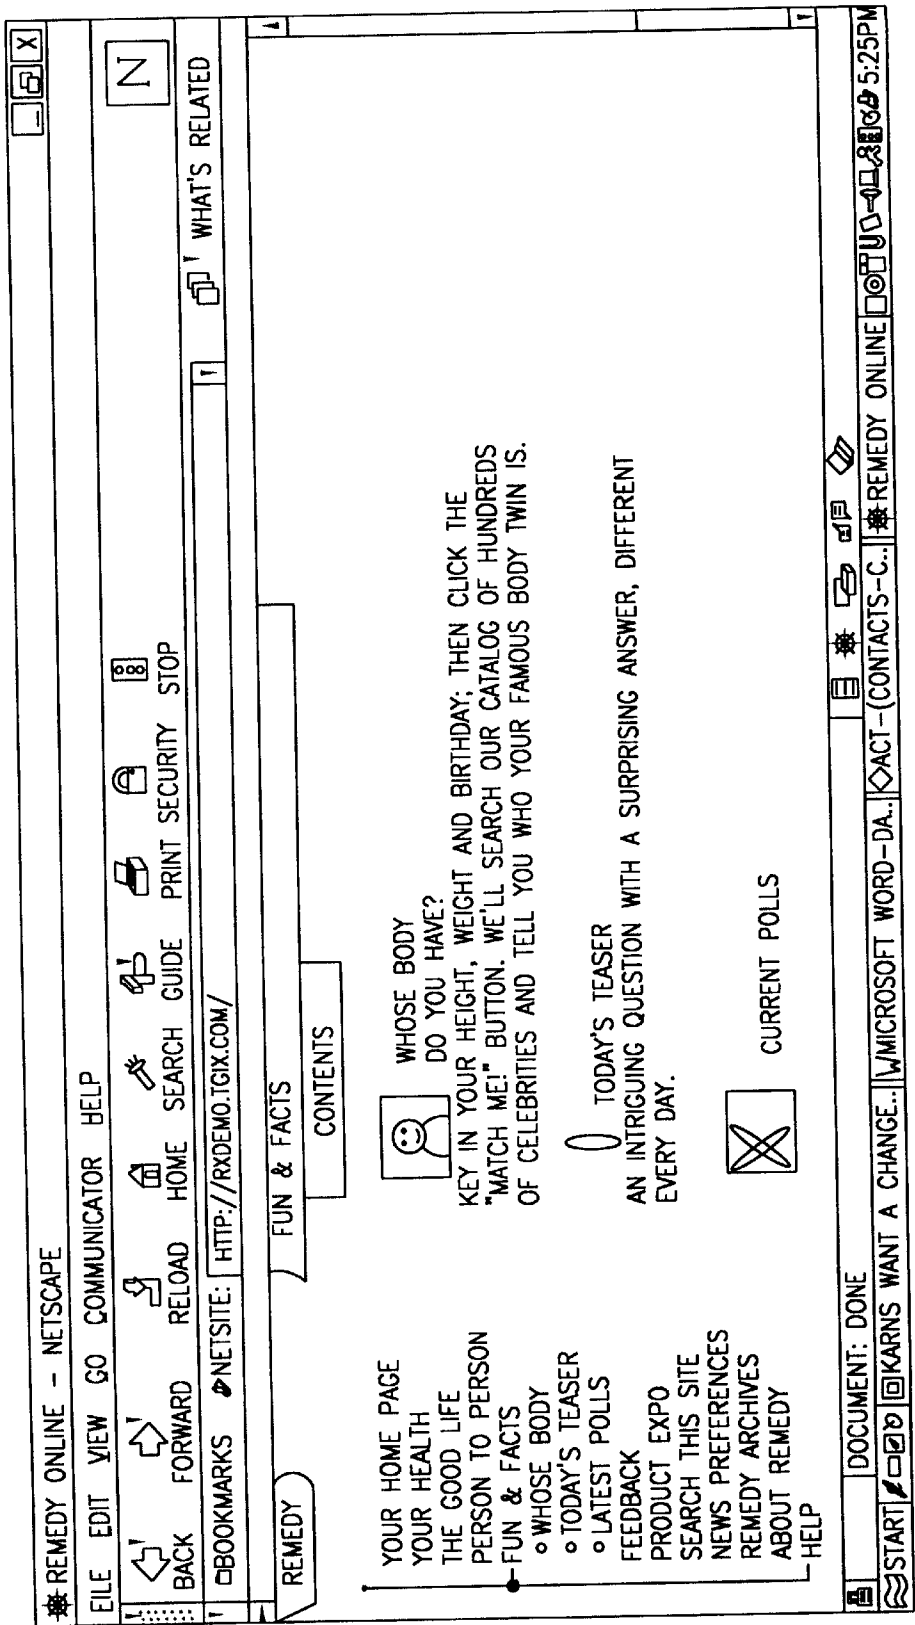 REMEDY ONLINE - NETSCAPE
X
FILE EDIT VIEW GO COMMUNICATOR HELP
BACK FORWARD RELOAD HOME SEARCH GUIDE PRINT SECURITY STOP
N
BOOKMARKS NETSITE: HTTP://RXDEMO.TGIX.COM/ WHAT'S RELATED
REMEDY
FUN & FACTS
CONTENTS
YOUR HOME PAGE
YOUR HEALTH
THE GOOD LIFE
PERSON TO PERSON
FUN & FACTS
WHOSE BODY
TODAY'S TEASER
LATEST POLLS
FEEDBACK
PRODUCT EXPO
SEARCH THIS SITE
NEWS PREFERENCES
REMEDY ARCHIVES
ABOUT REMEDY
HELP
WHOSE BODY
DO YOU HAVE?
KEY IN YOUR HEIGHT, WEIGHT AND BIRTHDAY; THEN CLICK THE
"MATCH ME!" BUTTON. WE'LL SEARCH OUR CATALOG OF HUNDREDS
OF CELEBRITIES AND TELL YOU WHO YOUR FAMOUS BODY TWIN IS.
TODAY'S TEASER
AN INTRIGUING QUESTION WITH A SURPRISING ANSWER, DIFFERENT
EVERY DAY.
CURRENT POLLS
DOCUMENT: DONE
START KARNS WANT A CHANGE.. W MICROSOFT WORD-DA.. ACT-(CONTACTS-C.. REMEDY ONLINE 5:25PM